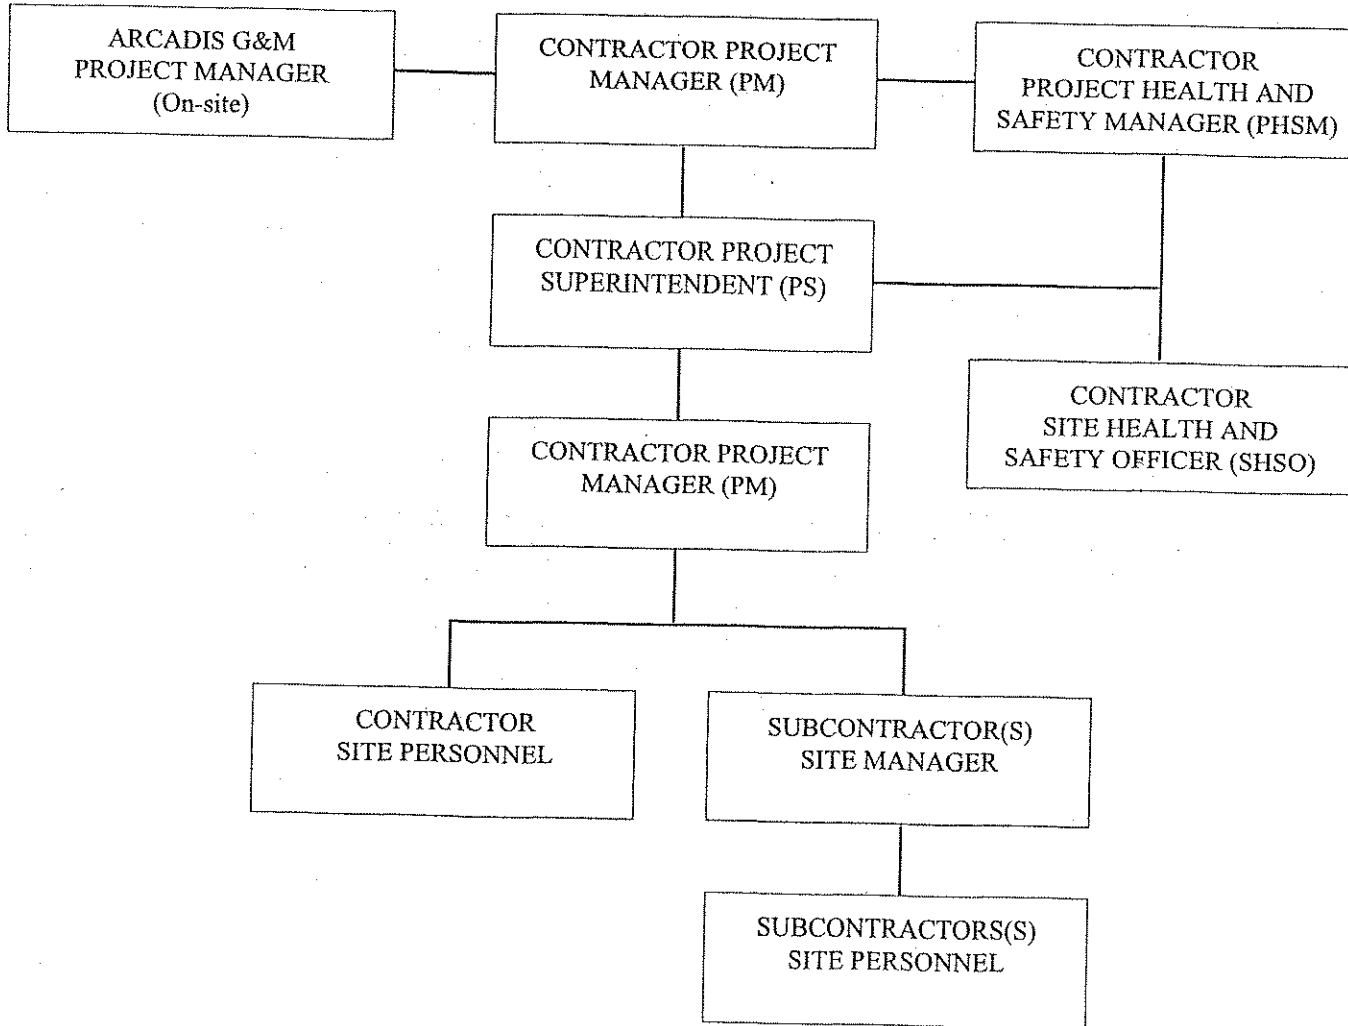 ARCADIS G&M
PROJECT MANAGER
(On-site)
CONTRACTOR PROJECT
MANAGER (PM)
CONTRACTOR
PROJECT HEALTH AND
SAFETY MANAGER (PHSM)
CONTRACTOR PROJECT
SUPERINTENDENT (PS)
CONTRACTOR
SITE HEALTH AND
SAFETY OFFICER (SHSO)
CONTRACTOR PROJECT
MANAGER (PM)
CONTRACTOR
SITE PERSONNEL
SUBCONTRACTOR(S)
SITE MANAGER
SUBCONTRACTORS(S)
SITE PERSONNEL